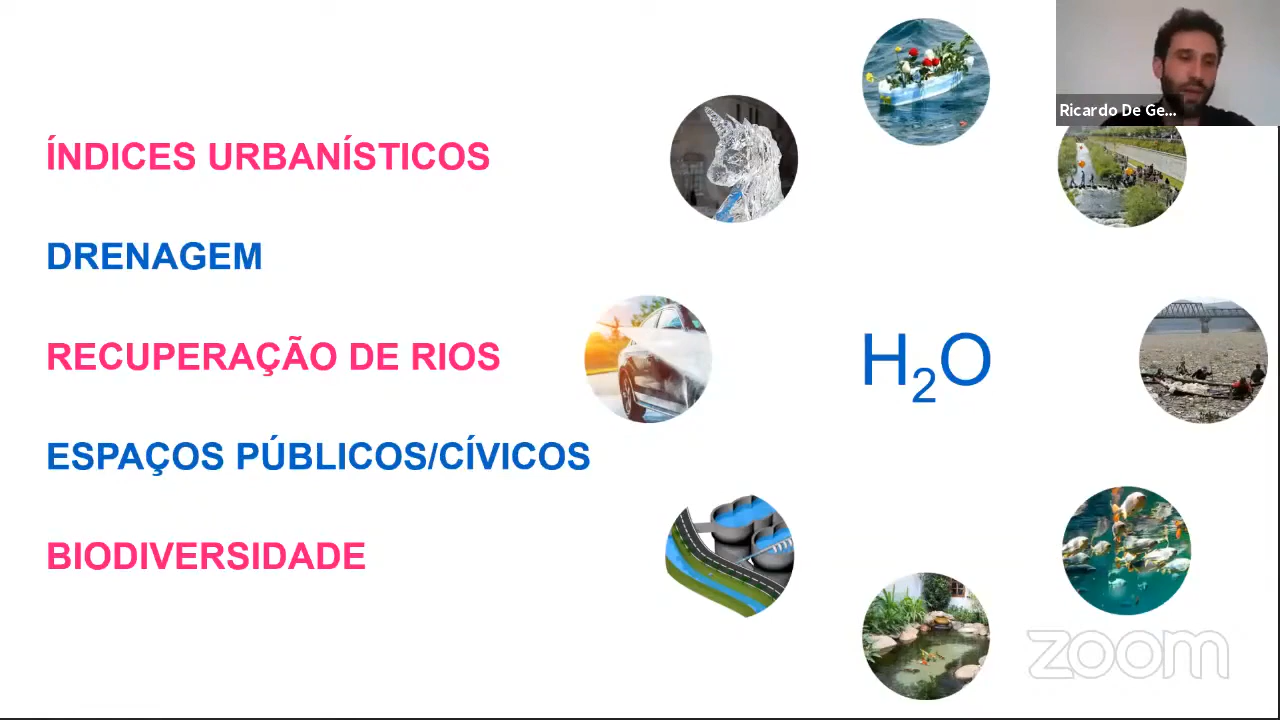 Ricardo De Ge...
ÍNDICES URBANÍSTICOS
DRENAGEM
RECUPERAÇÃO DE RIOS
H₂O
ESPAÇOS PÚBLICOS/CÍVICOS
BIODIVERSIDADE
zoom